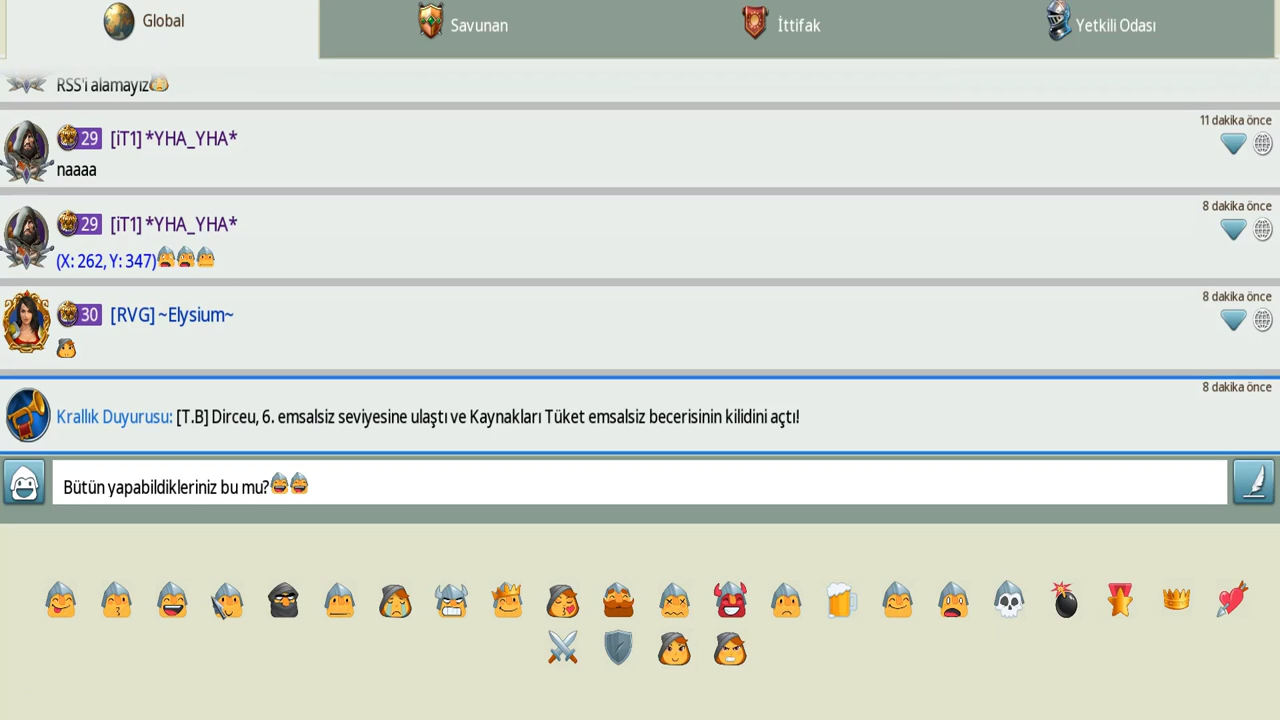 Global
Savunan
İttifak
Yetkili Odası
RSS'i alamayız
11 dakika önce
29 [iT1] *YHA_YHA*
naaaa
8 dakika önce
29 [iT1] *YHA_YHA*
(X: 262, Y: 347)
8 dakika önce
30 [RVG] ~Elysium~
8 dakika önce
Krallık Duyurusu: [T.B] Dirceu, 6. emsalsiz seviyesine ulaştı ve Kaynakları Tüket emsalsiz becerisinin kilidini açtı!
Bütün yapabildikleriniz bu mu?